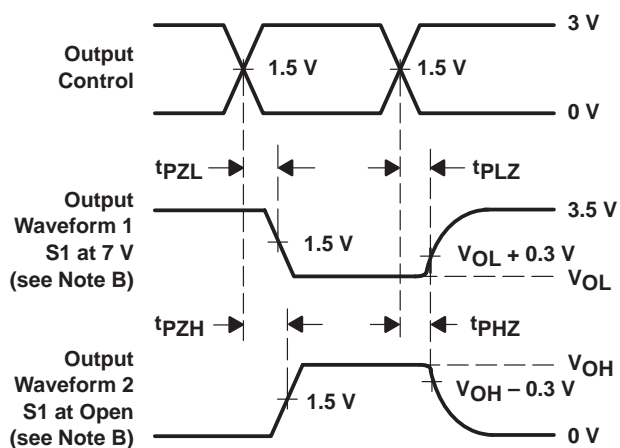 3 V
Output
Control
1.5 V
1.5 V
0 V
tPZL
tPLZ
Output
Waveform 1
S1 at 7 V
(see Note B)
3.5 V
1.5 V
VOL + 0.3 V
VOL
tPZH
tPHZ
Output
Waveform 2
S1 at Open
(see Note B)
VOH
VOH – 0.3 V
1.5 V
0 V